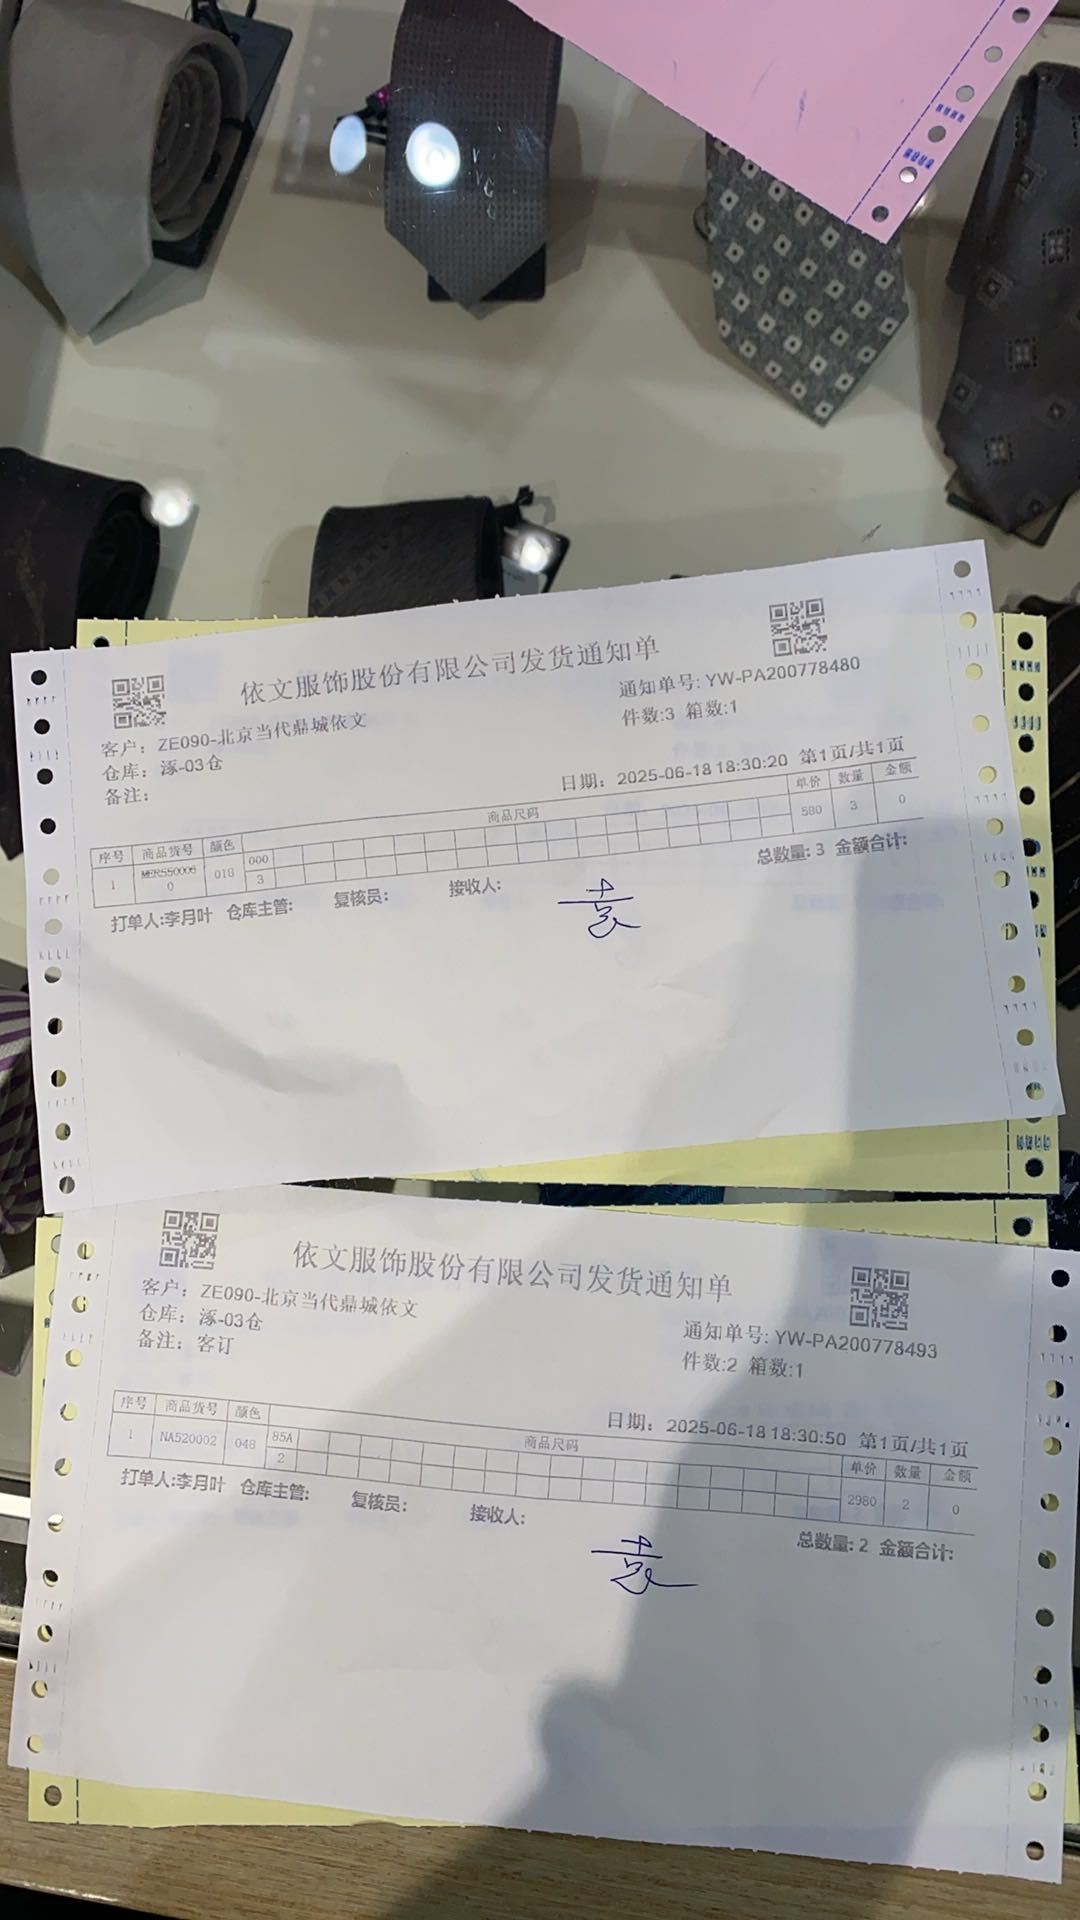 依文服饰股份有限公司发货通知单
客户：ZE090-北京当代鼎城依文
通知单号:YW-PA200778480
仓库：涿-03仓
件数:3 箱数:1
备注：
日期：2025-06-18 18:30:20 第1页/共1页
序号 商品货号 颜色 商品尺码 单价 数量 金额
000
1 MER5500060 018 3 580 3 0
总数量: 3 金额合计:
打单人:李月叶 仓库主管: 复核员: 接收人: 袁
依文服饰股份有限公司发货通知单
客户：ZE090-北京当代鼎城依文
通知单号:YW-PA200778493
仓库：涿-03仓
件数:2 箱数:1
备注：客订
日期：2025-06-18 18:30:50 第1页/共1页
序号 商品货号 颜色 商品尺码 单价 数量 金额
85A
1 NA520002 048 2 2980 2 0
总数量: 2 金额合计:
打单人:李月叶 仓库主管: 复核员: 接收人: 袁